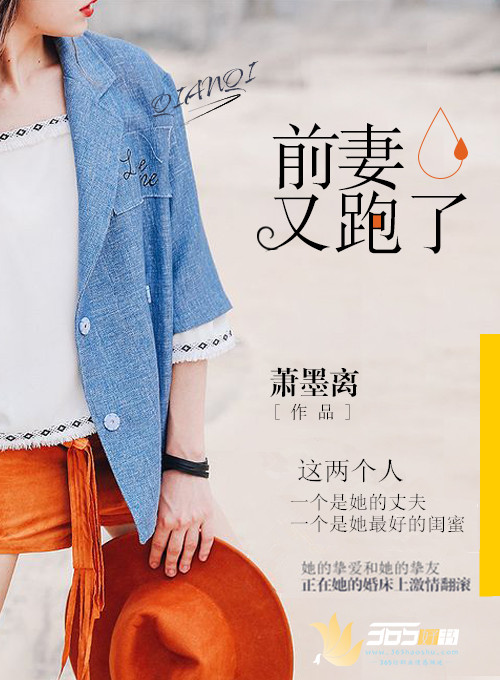 QIANQI
前妻
又跑了
萧墨离
[作品]
这两个人
一个是她的丈夫
一个是她最好的闺蜜
她的挚爱和她的挚友
正在她的婚床上激情翻滚
Le
me
365